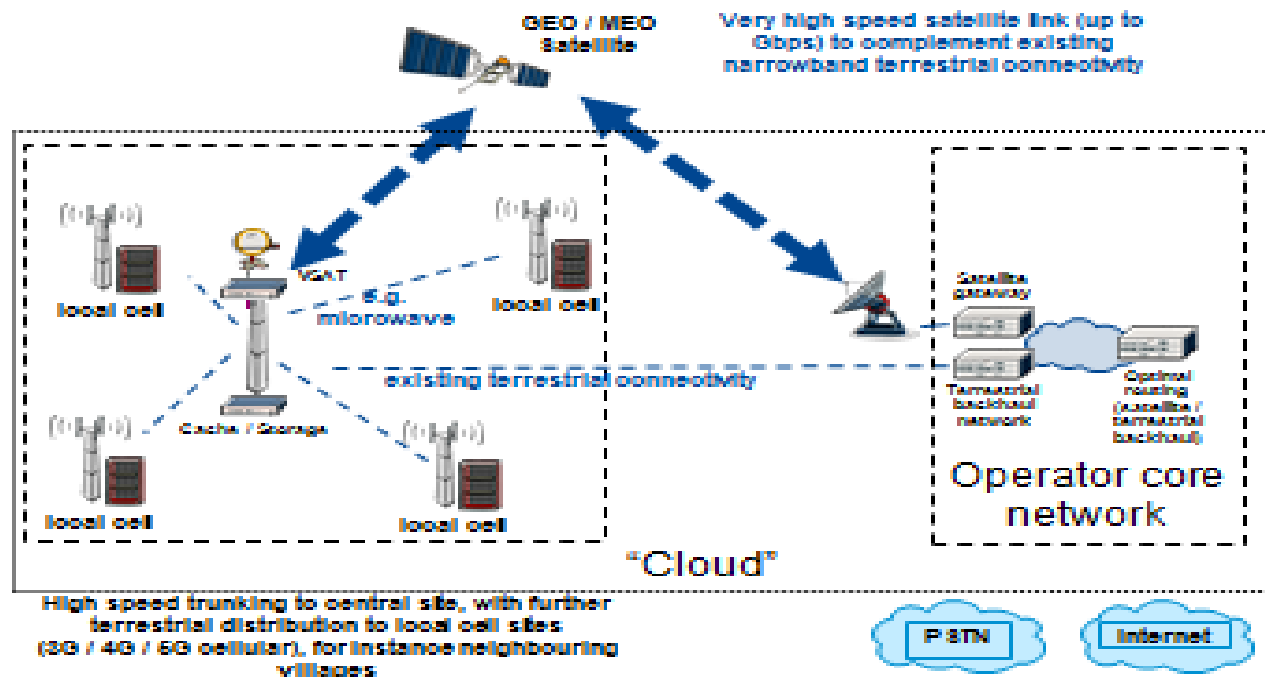 GEO / MEO
Satellite
Very high speed satellite link (up to
Gbps) to complement existing
narrowband terrestrial connectivity
local cell
VSAT
local cell
e.g.
microwave
Satellite
gateway
existing terrestrial connectivity
Terrestrial
backhaul
network
Optimal
routing
(satellite /
terrestrial
backhaul)
Cache / Storage
local cell
local cell
Operator core
network
“Cloud”
High speed trunking to central site, with further
terrestrial distribution to local cell sites
(3G / 4G / 5G cellular), for instance neighbouring
villages
PSTN
Internet